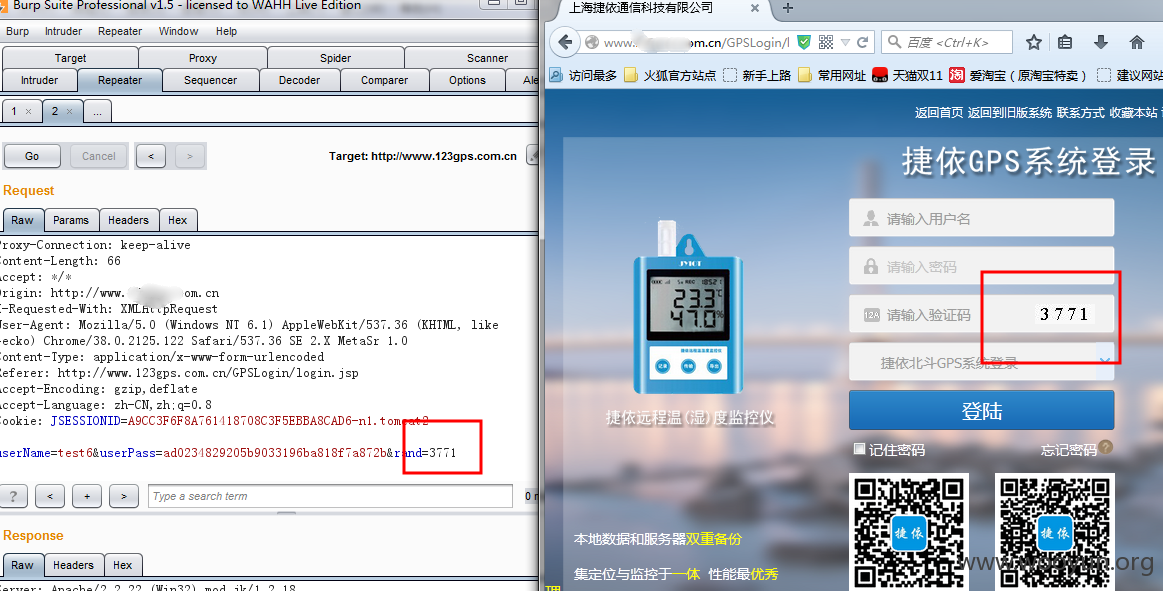 Burp Suite Professional v1.5 - licensed to WAHH Live Edition
Burp Intruder Repeater Window Help
Target Proxy Spider Scanner
Intruder Repeater Sequencer Decoder Comparer Options Ale
1 × 2 × ...
Go Cancel < > Target: http://www.123gps.com.cn
Request
Raw Params Headers Hex
Proxy-Connection: keep-alive
Content-Length: 66
Accept: */*
Origin: http://www. om.cn
X-Requested-With: XMLHttpRequest
User-Agent: Mozilla/5.0 (Windows NT 6.1) AppleWebKit/537.36 (KHTML, like
Gecko) Chrome/38.0.2125.122 Safari/537.36 SE 2.X MetaSr 1.0
Content-Type: application/x-www-form-urlencoded
Referer: http://www.123gps.com.cn/GPSLogin/login.jsp
Accept-Encoding: gzip,deflate
Accept-Language: zh-CN,zh;q=0.8
Cookie: JSESSIONID=A9CC3F6F8A761418708C3F5EBBA8CAD6-n1.tomcat2
userName=test6&userPass=ad0234829205b9033196ba818f7a872b&rand=3771
? < + > Type a search term 0 m
Response
Raw Headers Hex
Server: Apache/2.2.22 (Win32) mod_jk/1.2.18
上海捷依通信科技有限公司 × +
www. om.cn/GPSLogin/l 百度 <Ctrl+K>
访问最多 火狐官方站点 新手上路 常用网址 天猫双11 淘 爱淘宝（原淘宝特卖） 建议网站
返回首页 返回到旧版系统 联系方式 收藏本站
捷依GPS系统登录
请输入用户名
请输入密码
12A 请输入验证码 3771
捷依北斗GPS系统登录
登陆
记住密码 忘记密码 ?
JYICT
23.3℃
47.0%
记录 传输 导出
捷依远程温(湿)度监控仪
捷依 捷依
本地数据和服务器双重备份
集定位与监控于一体 性能最优秀
www.wooyun.org